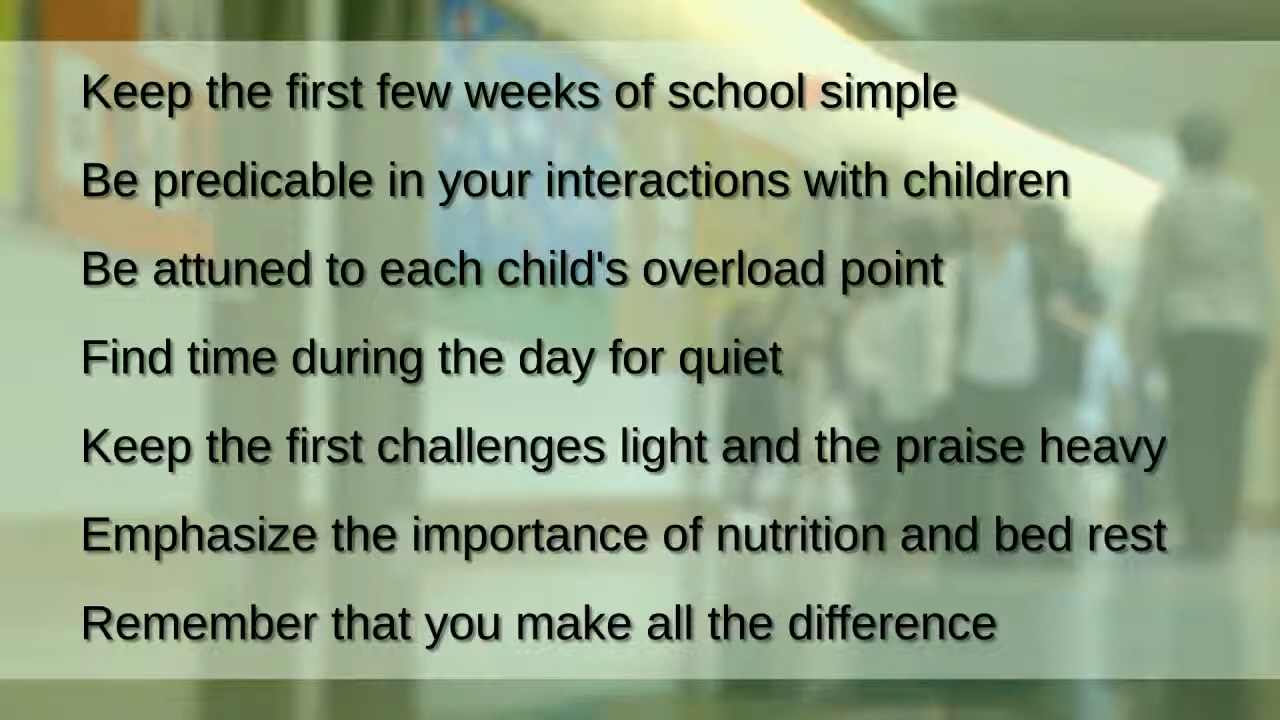 Keep the first few weeks of school simple
Be predicable in your interactions with children
Be attuned to each child's overload point
Find time during the day for quiet
Keep the first challenges light and the praise heavy
Emphasize the importance of nutrition and bed rest
Remember that you make all the difference